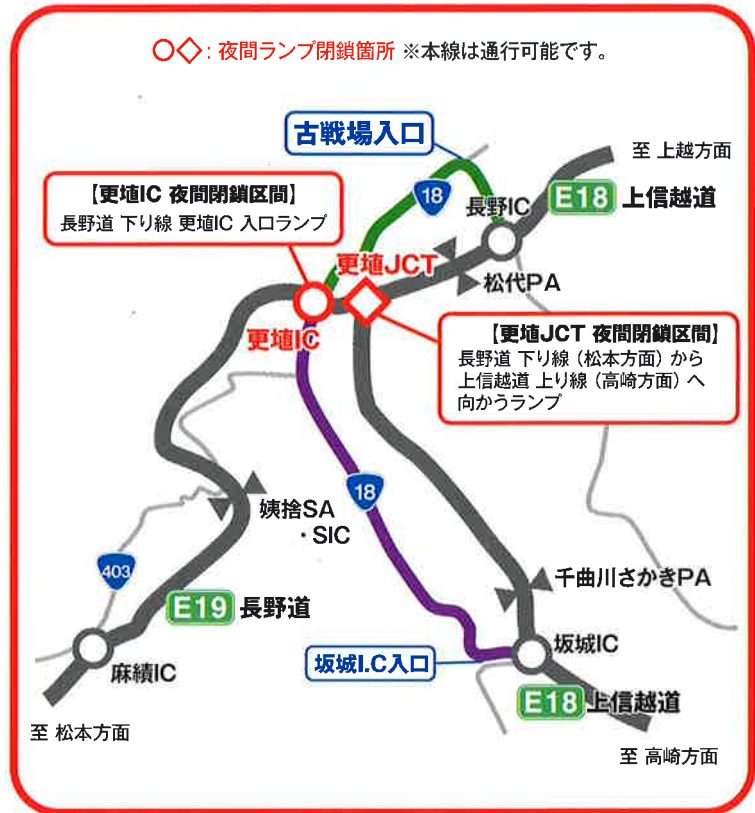 ○◇：夜間ランプ閉鎖箇所 ※本線は通行可能です。
古戦場入口
至 上越方面
【更埴IC 夜間閉鎖区間】
長野道 下り線 更埴IC 入口ランプ
18
長野IC
E18 上信越道
更埴JCT
松代PA
更埴IC
【更埴JCT 夜間閉鎖区間】
長野道 下り線（松本方面）から
上信越道 上り線（高崎方面）へ
向かうランプ
18
姨捨SA
・SIC
403
千曲川さかきPA
E19 長野道
麻績IC
坂城I.C入口
坂城IC
E18 上信越道
至 松本方面
至 高崎方面